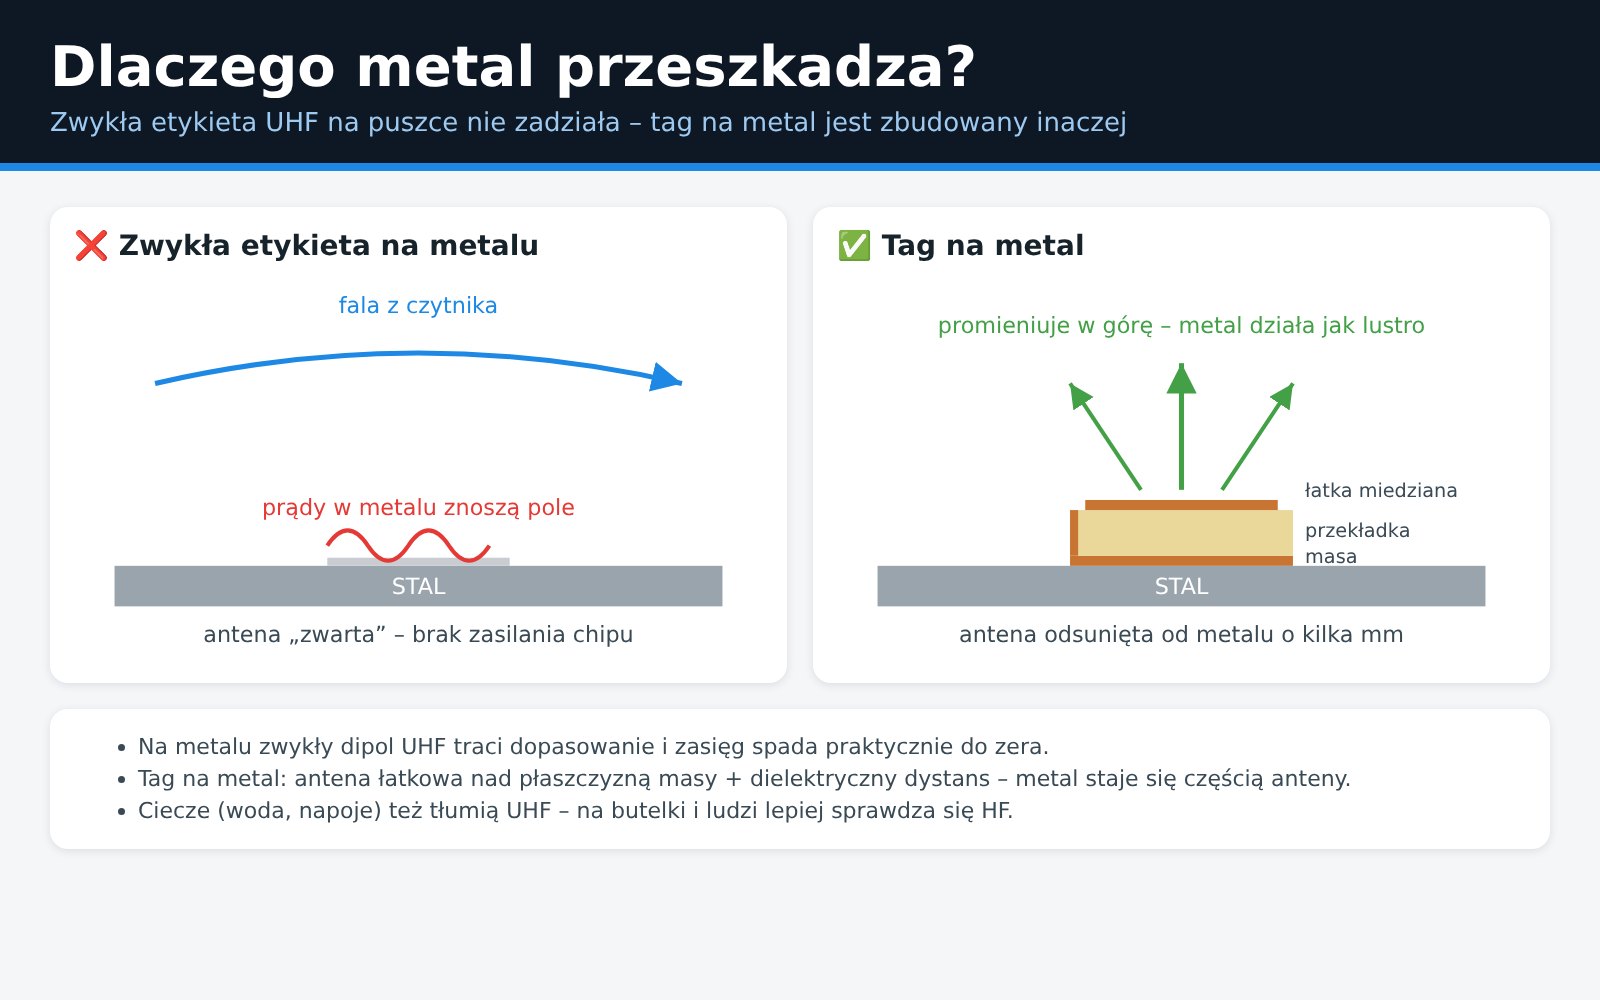 Dlaczego metal przeszkadza?
Zwykła etykieta UHF na puszce nie zadziała – tag na metal jest zbudowany inaczej
❌ Zwykła etykieta na metalu
fala z czytnika
prądy w metalu znoszą pole
STAL
antena „zwarta” – brak zasilania chipu
✅ Tag na metal
promieniuje w górę – metal działa jak lustro
łatka miedziana
przekładka
masa
STAL
antena odsunięta od metalu o kilka mm
• Na metalu zwykły dipol UHF traci dopasowanie i zasięg spada praktycznie do zera.
• Tag na metal: antena łatkowa nad płaszczyzną masy + dielektryczny dystans – metal staje się częścią anteny.
• Ciecze (woda, napoje) też tłumią UHF – na butelki i ludzi lepiej sprawdza się HF.